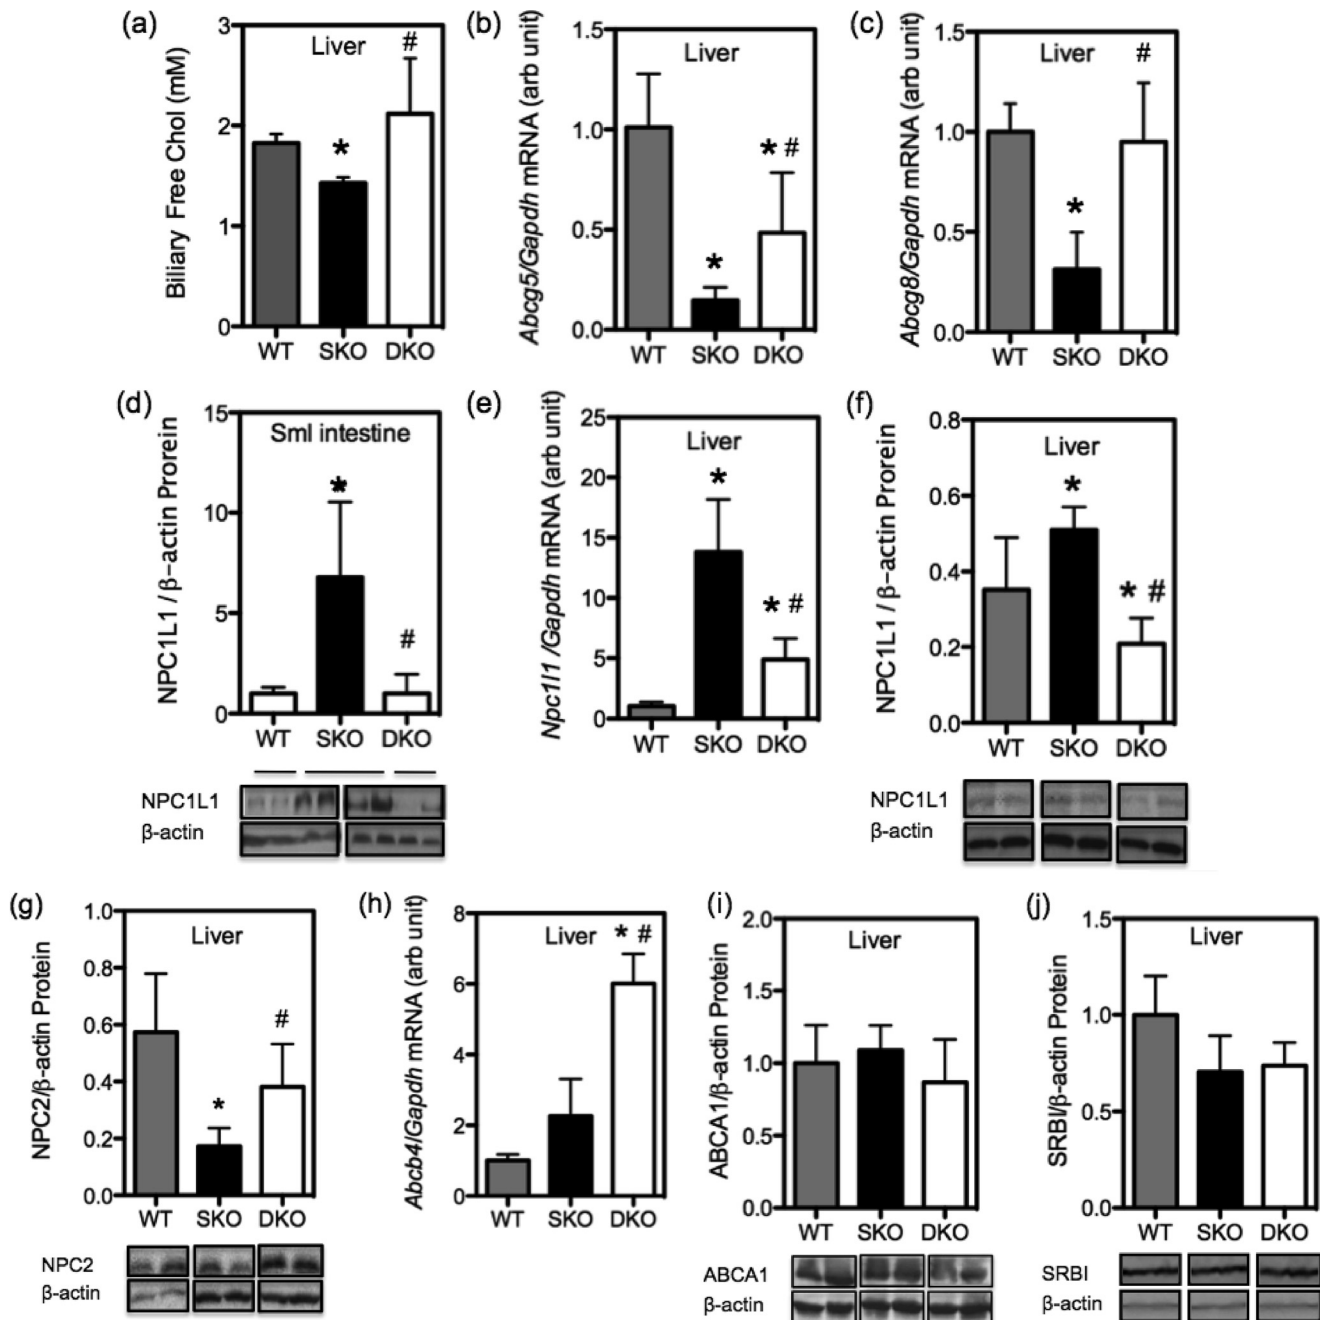 (a)
Biliary Free Chol (mM)
3
2
1
0
Liver
*
#
WT SKO DKO
(b)
Abcg5/Gapdh mRNA (arb unit)
1.5
1.0
0.5
0.0
Liver
*
* #
WT SKO DKO
(c)
Abcg8/Gapdh mRNA (arb unit)
1.5
1.0
0.5
0.0
Liver
*
#
WT SKO DKO
(d)
NPC1L1 / β-actin Prorein
15
10
5
0
Sml intestine
*
#
WT SKO DKO
NPC1L1
β-actin
(e)
Npc1l1 /Gapdh mRNA (arb unit)
25
20
15
10
5
0
Liver
*
* #
WT SKO DKO
(f)
NPC1L1 / β-actin Prorein
0.8
0.6
0.4
0.2
0.0
Liver
*
* #
WT SKO DKO
NPC1L1
β-actin
(g)
NPC2/β-actin Protein
1.0
0.8
0.6
0.4
0.2
0.0
Liver
*
#
WT SKO DKO
NPC2
β-actin
(h)
Abcb4/Gapdh mRNA (arb unit)
8
6
4
2
0
Liver
* #
WT SKO DKO
(i)
ABCA1/β-actin Protein
2.0
1.5
1.0
0.5
0.0
Liver
WT SKO DKO
ABCA1
β-actin
(j)
SRBI/β-actin Protein
1.5
1.0
0.5
0.0
Liver
WT SKO DKO
SRBI
β-actin